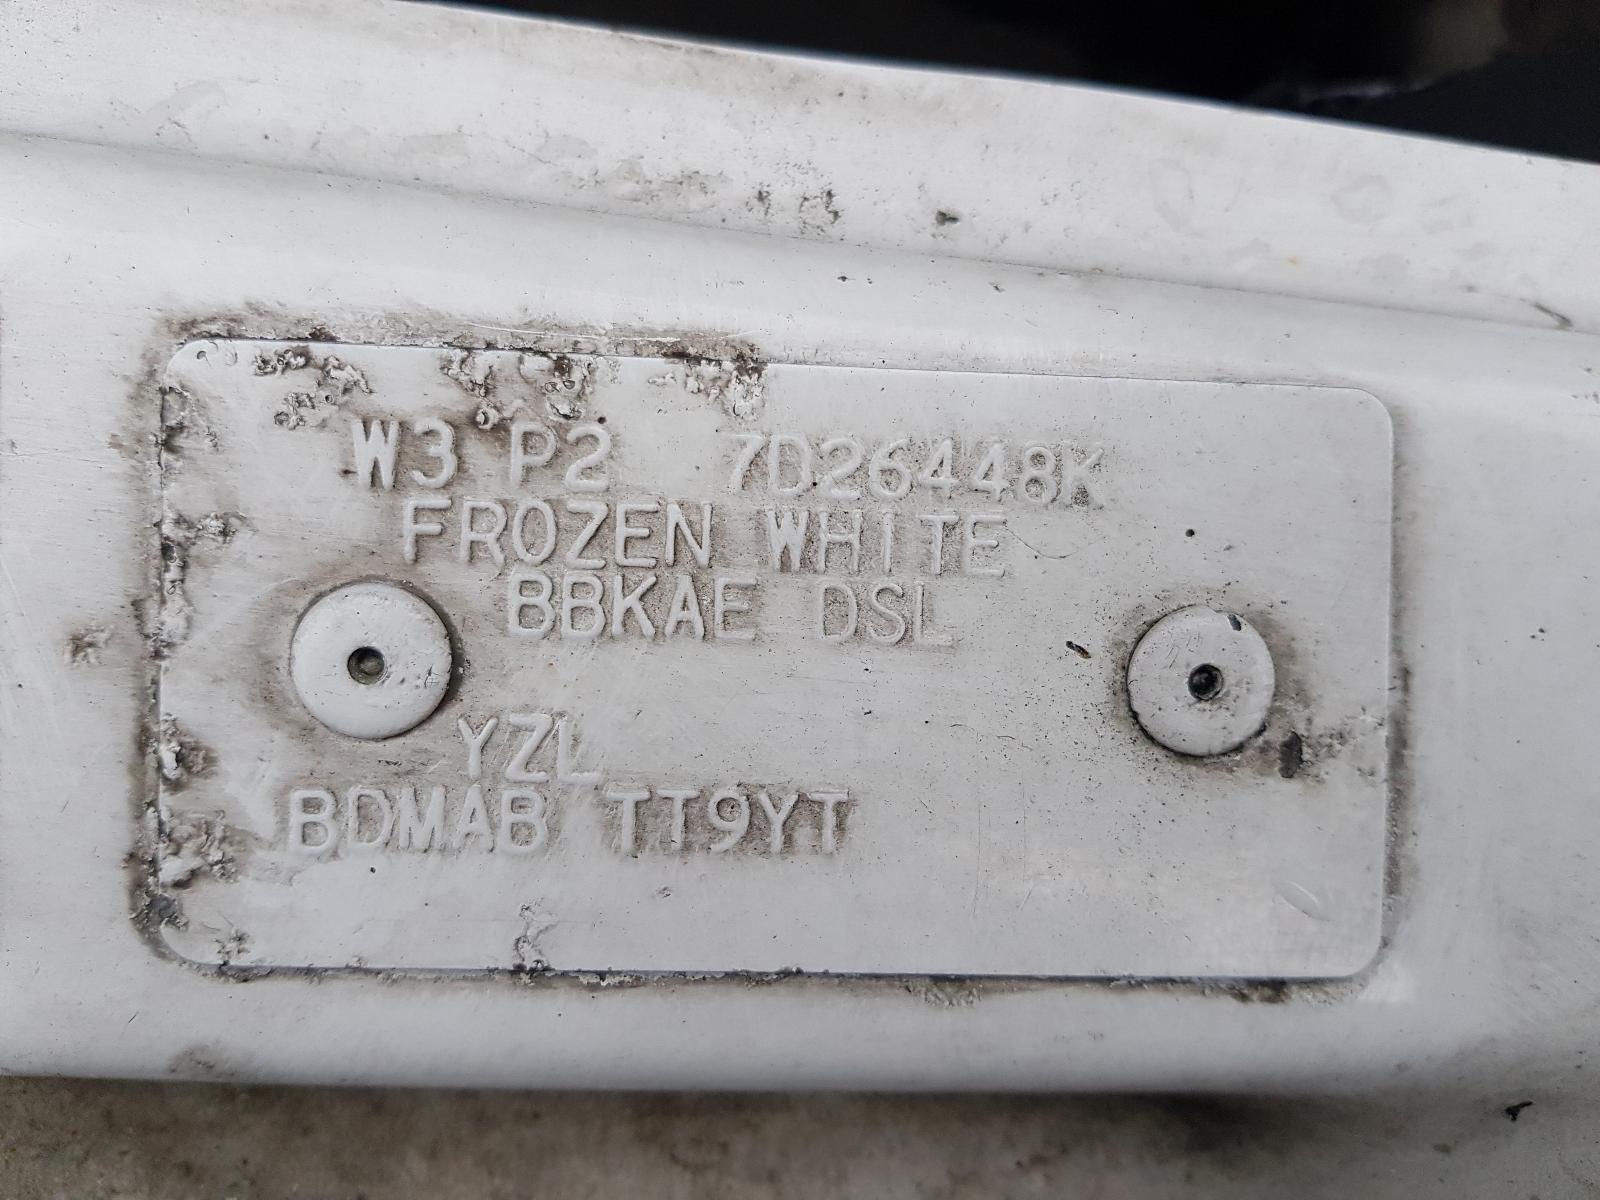 W3 P2 7D26448K
FROZEN WHITE
BBKAE DSL
YZL
BDMAB TT9YT